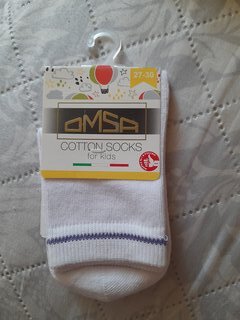 27-30
OMSA
COTTON SOCKS
for kids